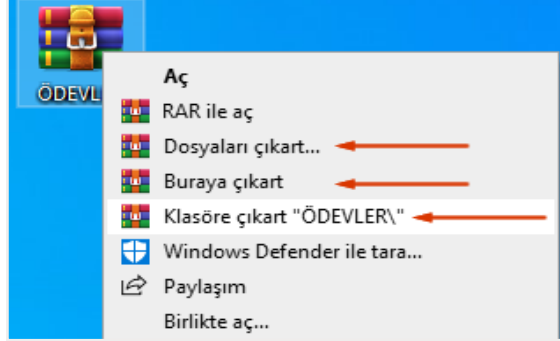 ÖDEVL
Aç
RAR ile aç
Dosyaları çıkart...
Buraya çıkart
Klasöre çıkart "ÖDEVLER\"
Windows Defender ile tara...
Paylaşım
Birlikte aç...